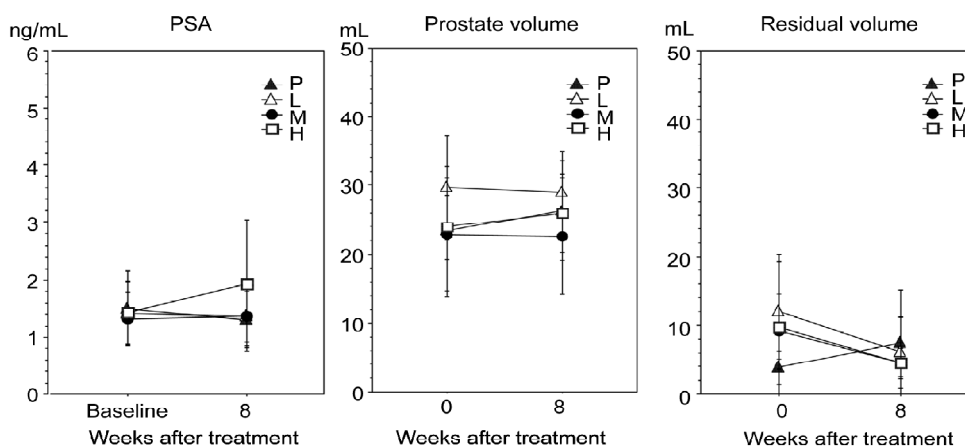 PSA
ng/mL
6
5
4
3
2
1
0
P
L
M
H
Baseline
8
Weeks after treatment
Prostate volume
mL
50
40
30
20
10
0
P
L
M
H
0
8
Weeks after treatment
Residual volume
mL
50
40
30
20
10
0
P
L
M
H
0
8
Weeks after treatment